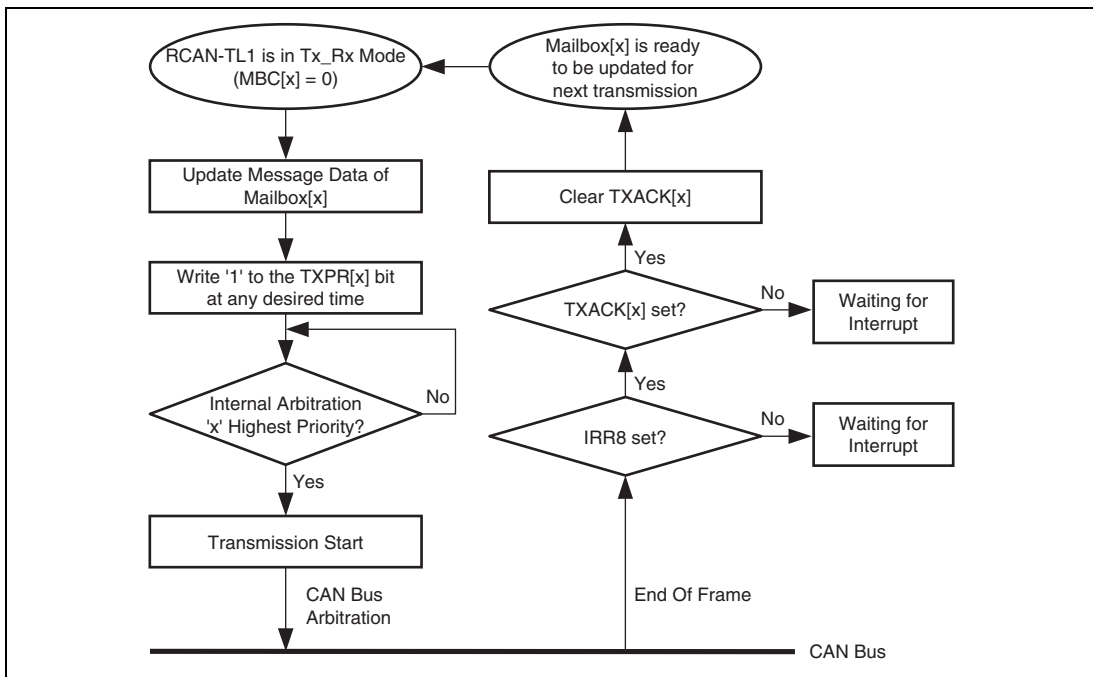 RCAN-TL1 is in Tx_Rx Mode
(MBC[x] = 0)
Update Message Data of
Mailbox[x]
Write '1' to the TXPR[x] bit
at any desired time
Internal Arbitration
'x' Highest Priority?
No
Yes
Transmission Start
CAN Bus
Arbitration
CAN Bus
End Of Frame
IRR8 set?
No
Waiting for
Interrupt
Yes
TXACK[x] set?
No
Waiting for
Interrupt
Yes
Clear TXACK[x]
Mailbox[x] is ready
to be updated for
next transmission